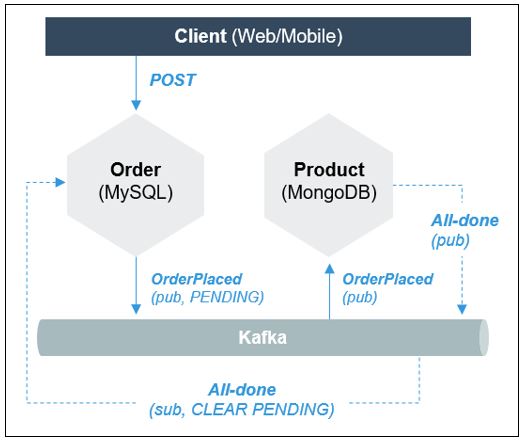 Client (Web/Mobile)
POST
Order
(MySQL)
Product
(MongoDB)
All-done
(pub)
OrderPlaced
(pub, PENDING)
OrderPlaced
(pub)
Kafka
All-done
(sub, CLEAR PENDING)